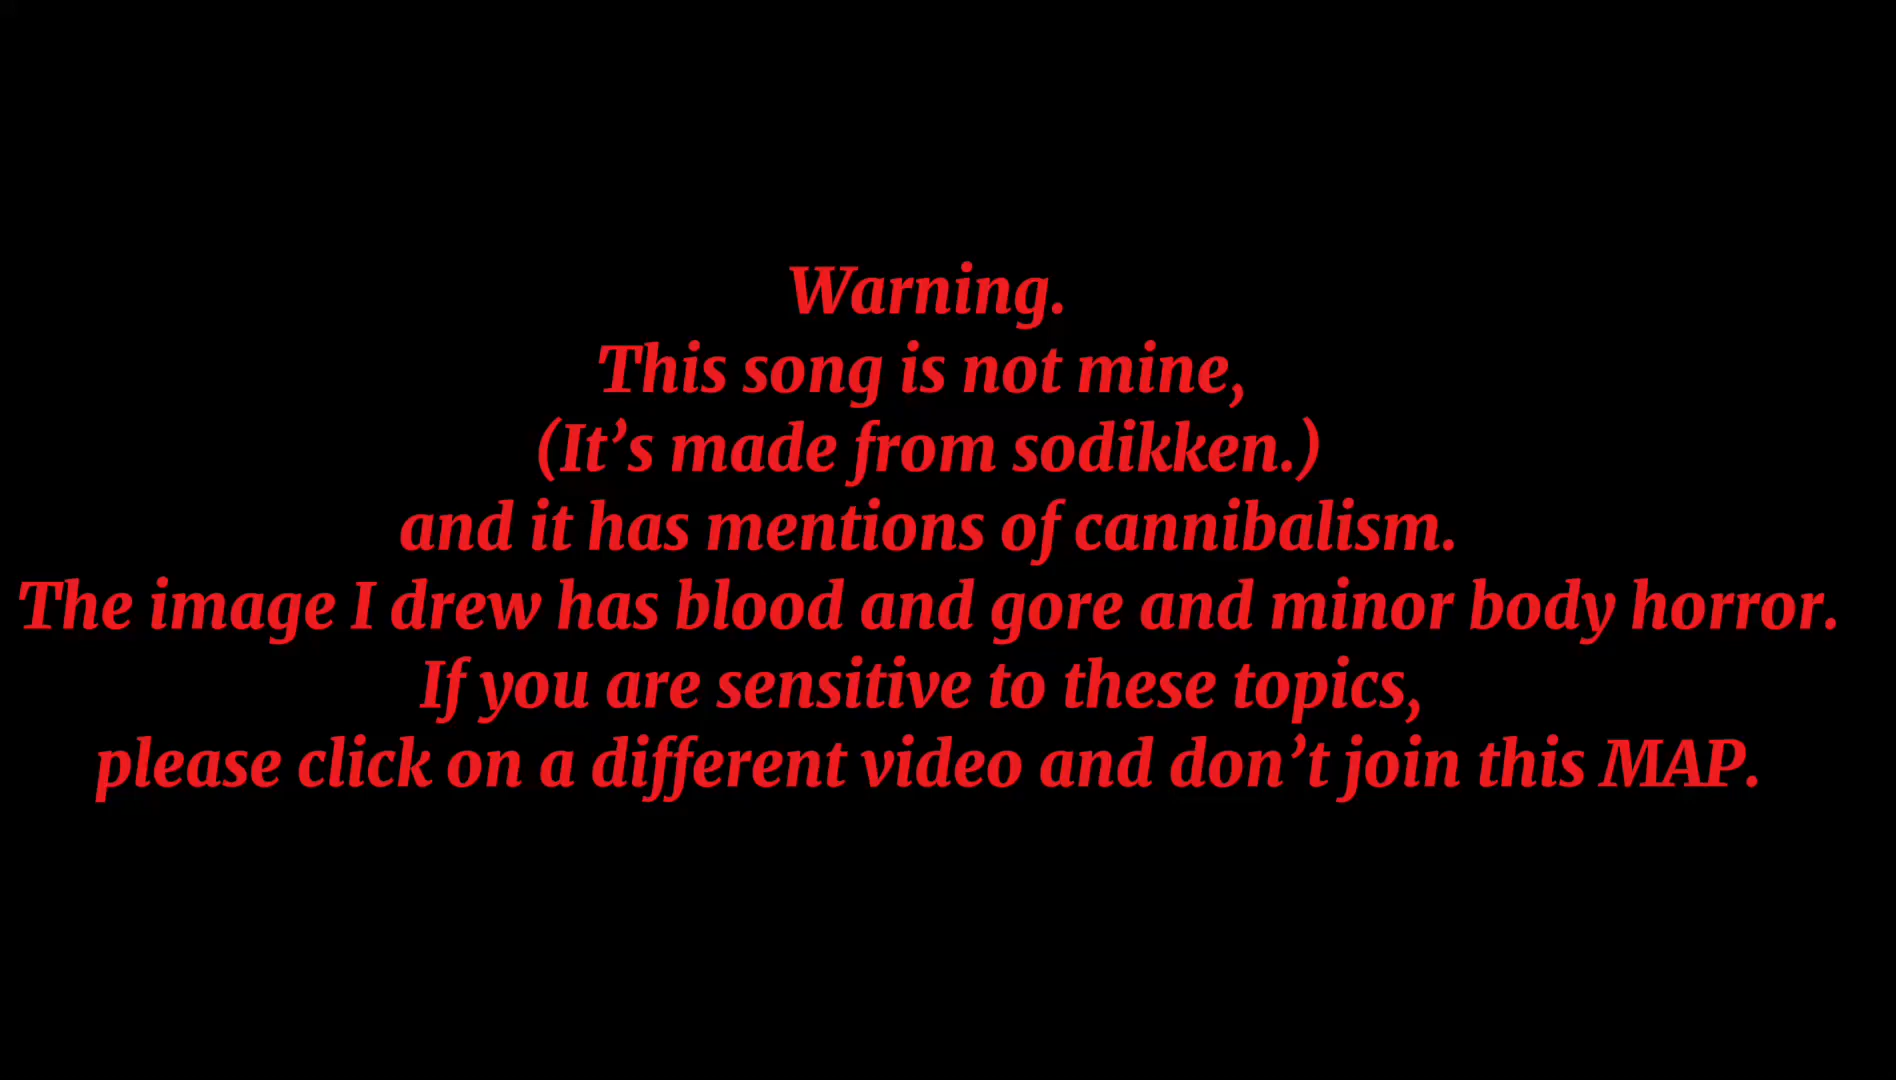 Warning.
This song is not mine,
(It’s made from sodikken.)
and it has mentions of cannibalism.
The image I drew has blood and gore and minor body horror.
If you are sensitive to these topics,
please click on a different video and don’t join this MAP.